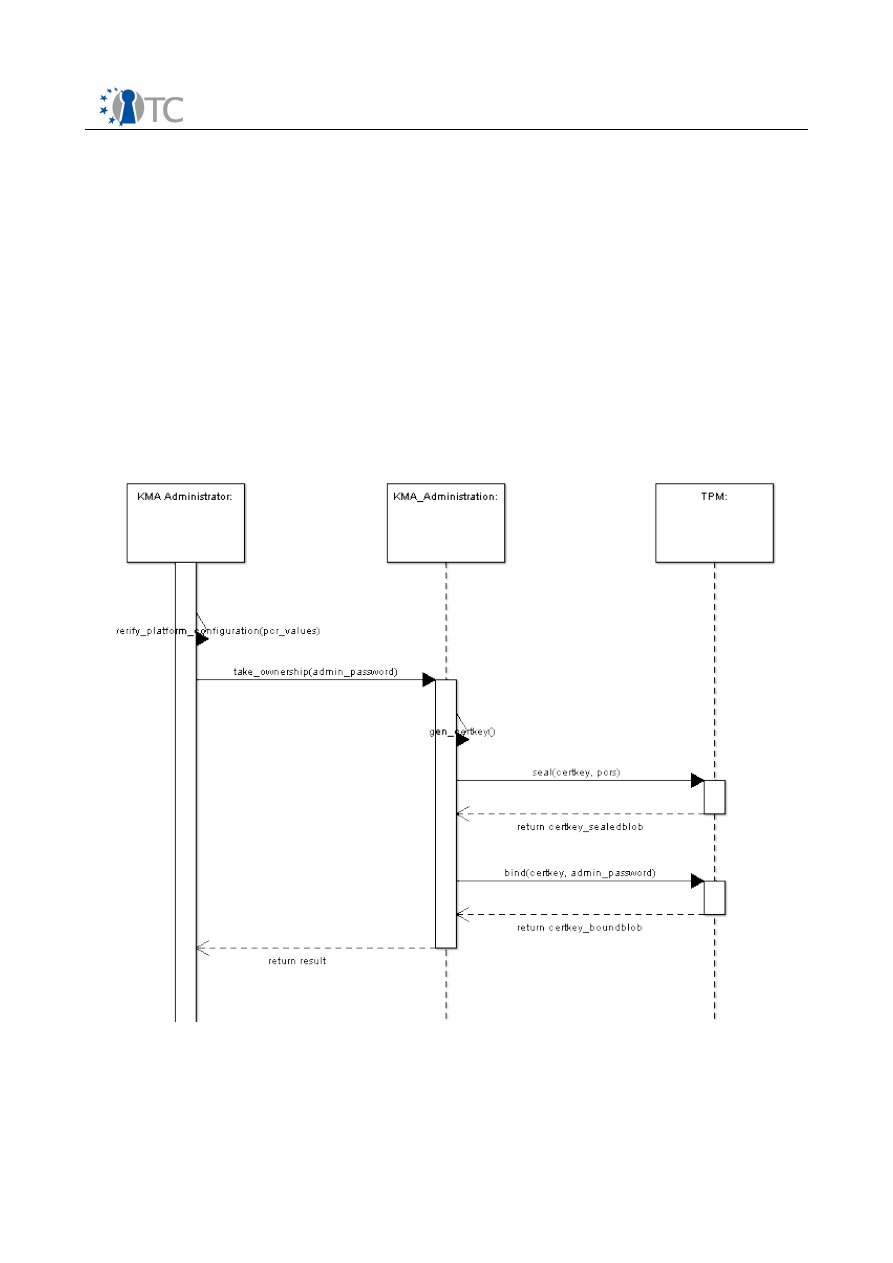 TC
KMA Administrator:
KMA_Administration:
TPM:
verify_platform_configuration(pcr_values)
take_ownership(admin_password)
gen_certkey()
seal(certkey, pcrs)
return certkey_sealedblob
bind(certkey, admin_password)
return certkey_boundblob
return result